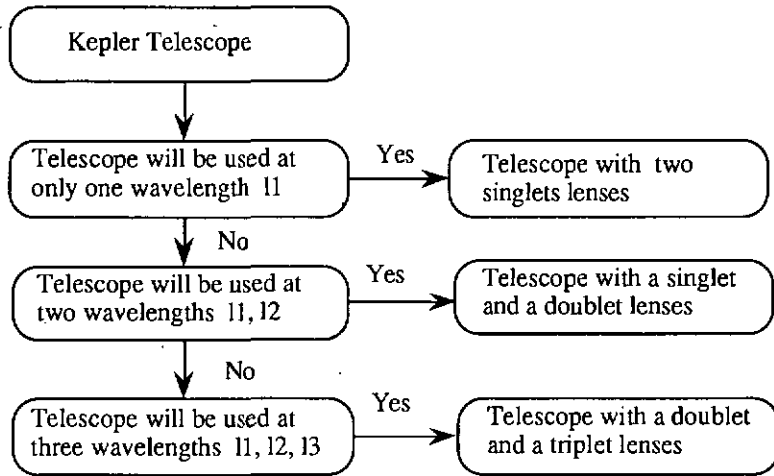 Kepler Telescope
Telescope will be used at
only one wavelength l1
Yes
Telescope with two
singlets lenses
No
Telescope will be used at
two wavelengths l1, l2
Yes
Telescope with a singlet
and a doublet lenses
No
Telescope will be used at
three wavelengths l1, l2, l3
Yes
Telescope with a doublet
and a triplet lenses